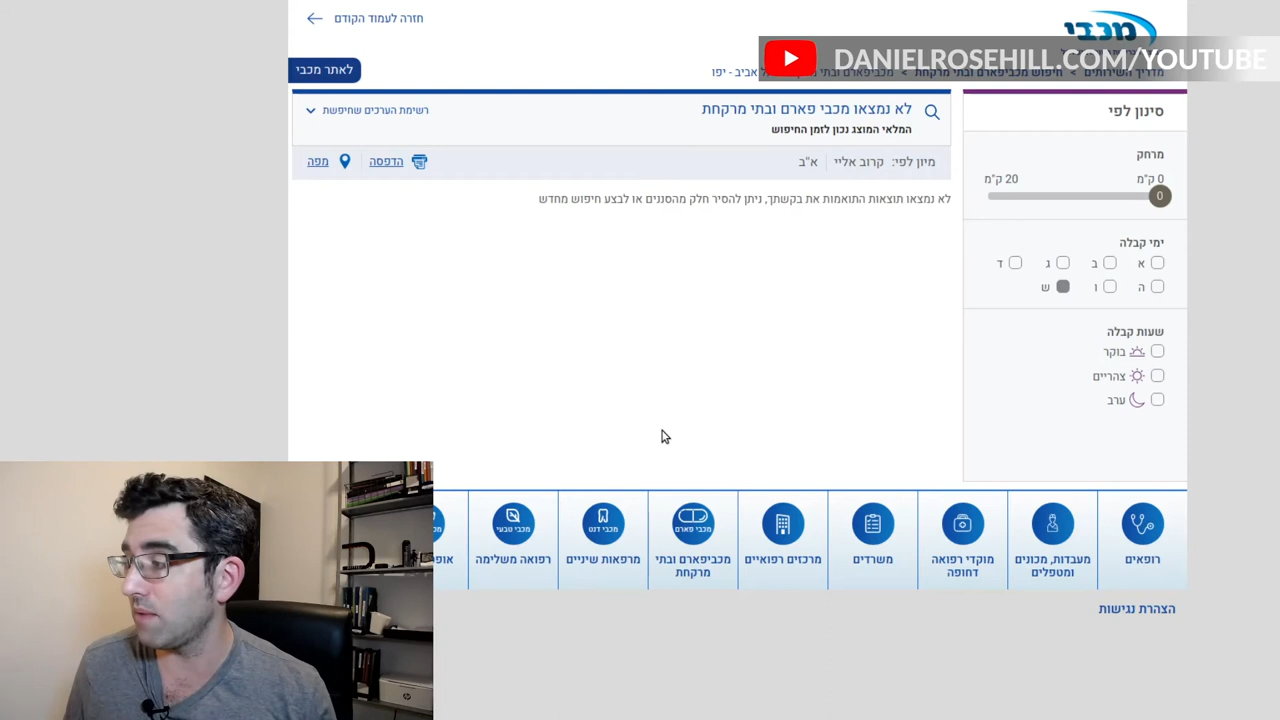 חזרה לעמוד הקודם
מכבי
DANIELROSEHILL.COM/YOUTUBE
לאתר מכבי
מדריך השירותים > חיפוש מכביפארם ובתי מרקחת > מכביפארם ובתי אביב - יפו
סינון לפי
לא נמצאו מכבי פארם ובתי מרקחת
רשימת הערכים שחיפשת
המלאי המוצג נכון לזמן החיפוש
מיון לפי: קרוב אליי א"ב
הדפסה
מפה
לא נמצאו תוצאות התואמות את בקשתך, ניתן להסיר חלק מהסננים או לבצע חיפוש מחדש
מרחק
0 ק"מ 20 ק"מ
0
ימי קבלה
א ב ג ד
ה ו ש
שעות קבלה
בוקר
צהריים
ערב
רופאים
מעבדות, מכונים
ומטפלים
מוקדי רפואה
דחופה
משרדים
מרכזים רפואיים
מכבי פארם
מכביפארם ובתי
מרקחת
מכבי דנט
מרפאות שיניים
מכבי טבעי
רפואה משלימה
אופ
הצהרת נגישות
hp